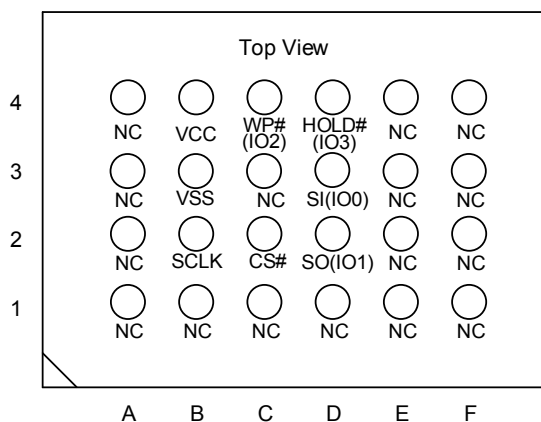 Top View
4
NC VCC WP# (IO2) HOLD# (IO3) NC NC
3
NC VSS NC SI(IO0) NC NC
2
NC SCLK CS# SO(IO1) NC NC
1
NC NC NC NC NC NC
A B C D E F